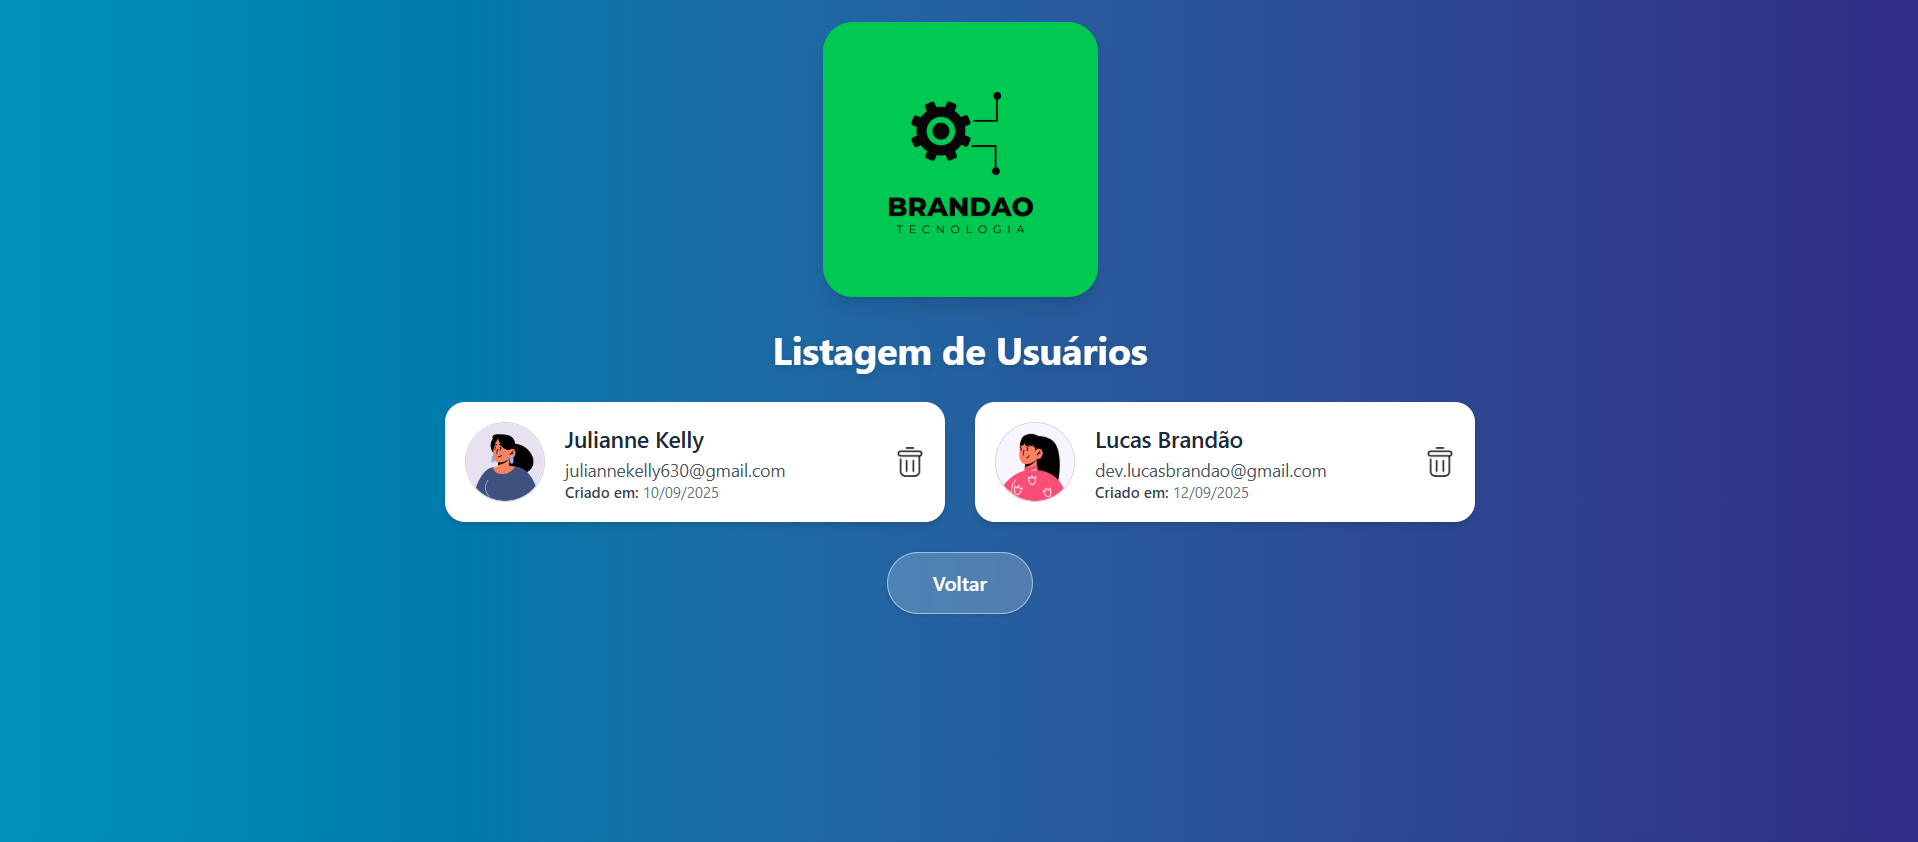 BRANDAO
TECNOLOGIA
Listagem de Usuários
Julianne Kelly
juliannekelly630@gmail.com
Criado em: 10/09/2025
Lucas Brandão
dev.lucasbrandao@gmail.com
Criado em: 12/09/2025
Voltar